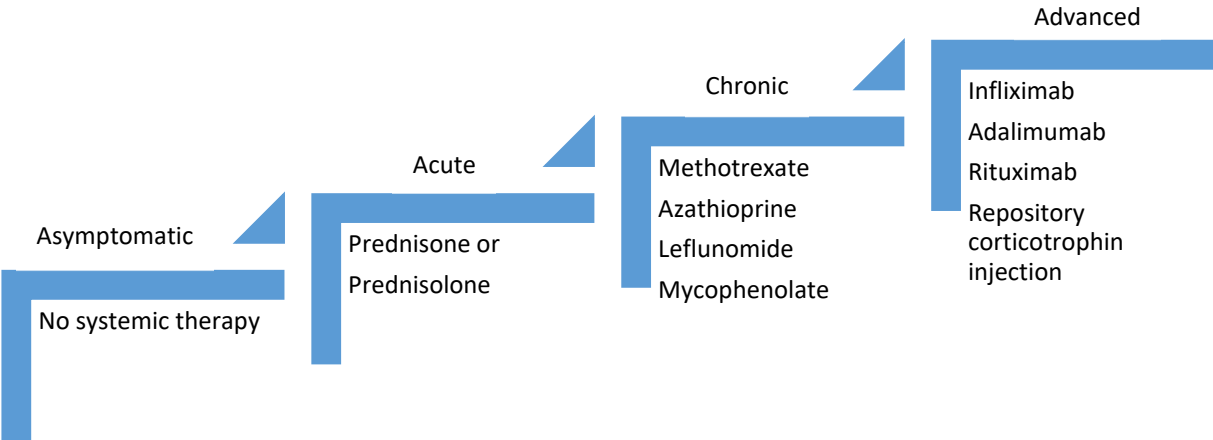 Asymptomatic
No systemic therapy
Acute
Prednisone or
Prednisolone
Chronic
Methotrexate
Azathioprine
Leflunomide
Mycophenolate
Advanced
Infliximab
Adalimumab
Rituximab
Repository
corticotrophin
injection